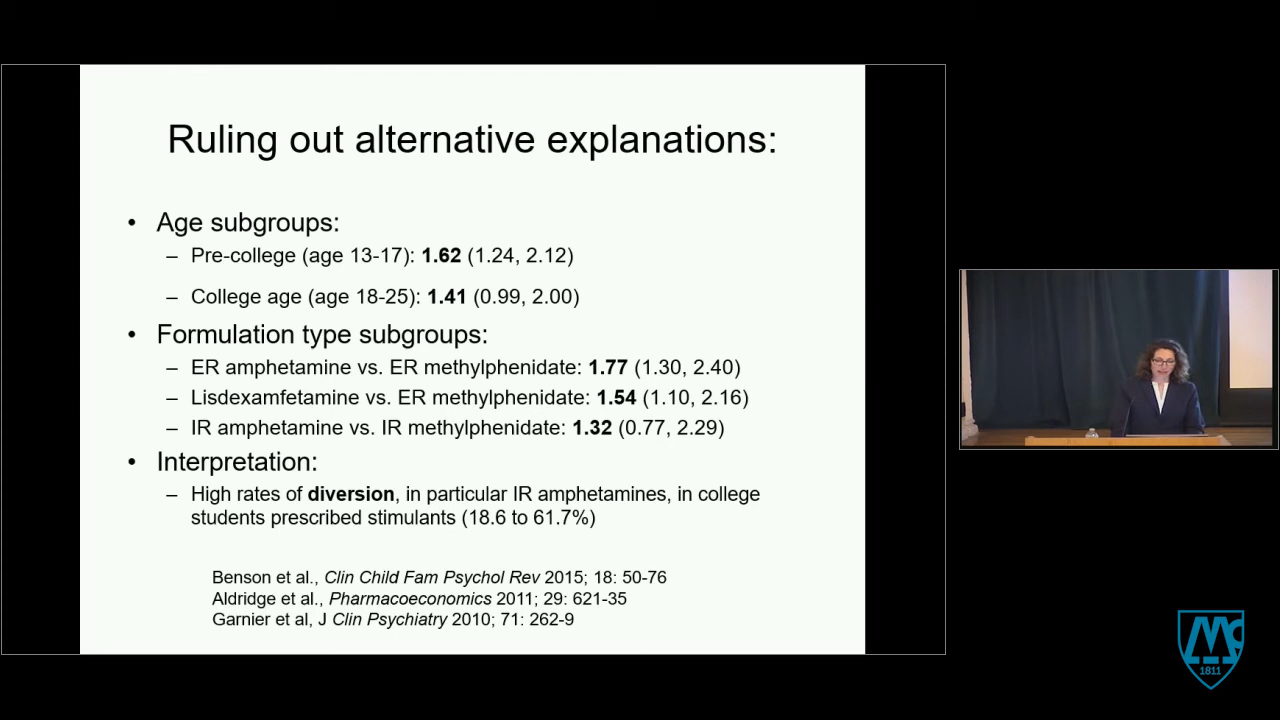 Ruling out alternative explanations:
• Age subgroups:
– Pre-college (age 13-17): 1.62 (1.24, 2.12)
– College age (age 18-25): 1.41 (0.99, 2.00)
• Formulation type subgroups:
– ER amphetamine vs. ER methylphenidate: 1.77 (1.30, 2.40)
– Lisdexamfetamine vs. ER methylphenidate: 1.54 (1.10, 2.16)
– IR amphetamine vs. IR methylphenidate: 1.32 (0.77, 2.29)
• Interpretation:
– High rates of diversion, in particular IR amphetamines, in college
students prescribed stimulants (18.6 to 61.7%)
Benson et al., Clin Child Fam Psychol Rev 2015; 18: 50-76
Aldridge et al., Pharmacoeconomics 2011; 29: 621-35
Garnier et al, J Clin Psychiatry 2010; 71: 262-9
Mc
1811